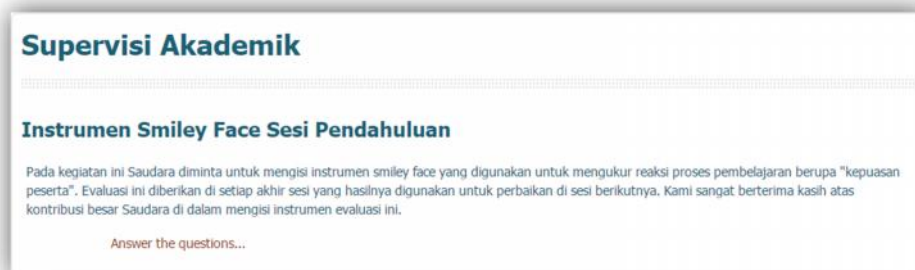 Supervisi Akademik
Instrumen Smiley Face Sesi Pendahuluan
Pada kegiatan ini Saudara diminta untuk mengisi instrumen smiley face yang digunakan untuk mengukur reaksi proses pembelajaran berupa "kepuasan
peserta". Evaluasi ini diberikan di setiap akhir sesi yang hasilnya digunakan untuk perbaikan di sesi berikutnya. Kami sangat berterima kasih atas
kontribusi besar Saudara di dalam mengisi instrumen evaluasi ini.
Answer the questions...